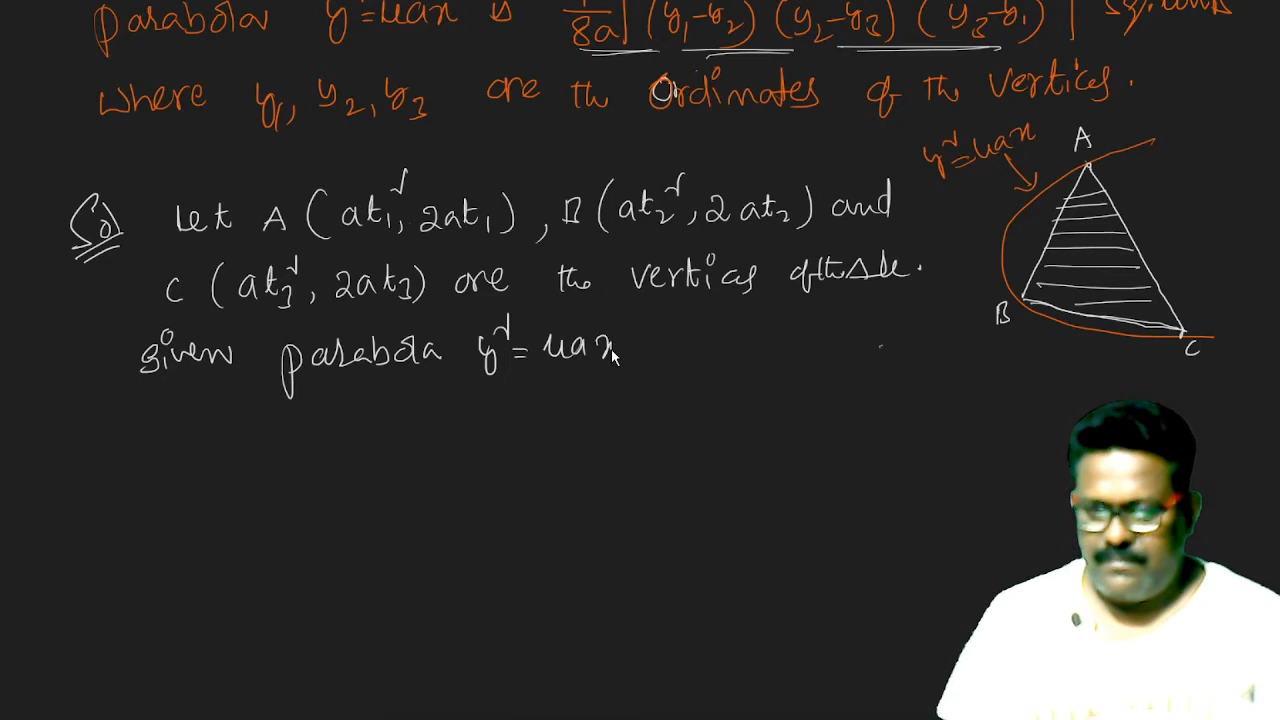 parabola y²=4ax is 1/8a |(y₁-y₂)(y₂-y₃)(y₃-y₁)| sq.units
where y₁, y₂, y₃ are the Ordinates of the vertices.
y²=4ax
A
Sol Let A (at₁², 2at₁), B (at₂², 2at₂) and
C (at₃², 2at₃) are the vertices of the Δle.
B
C
given parabola y² = 4ax